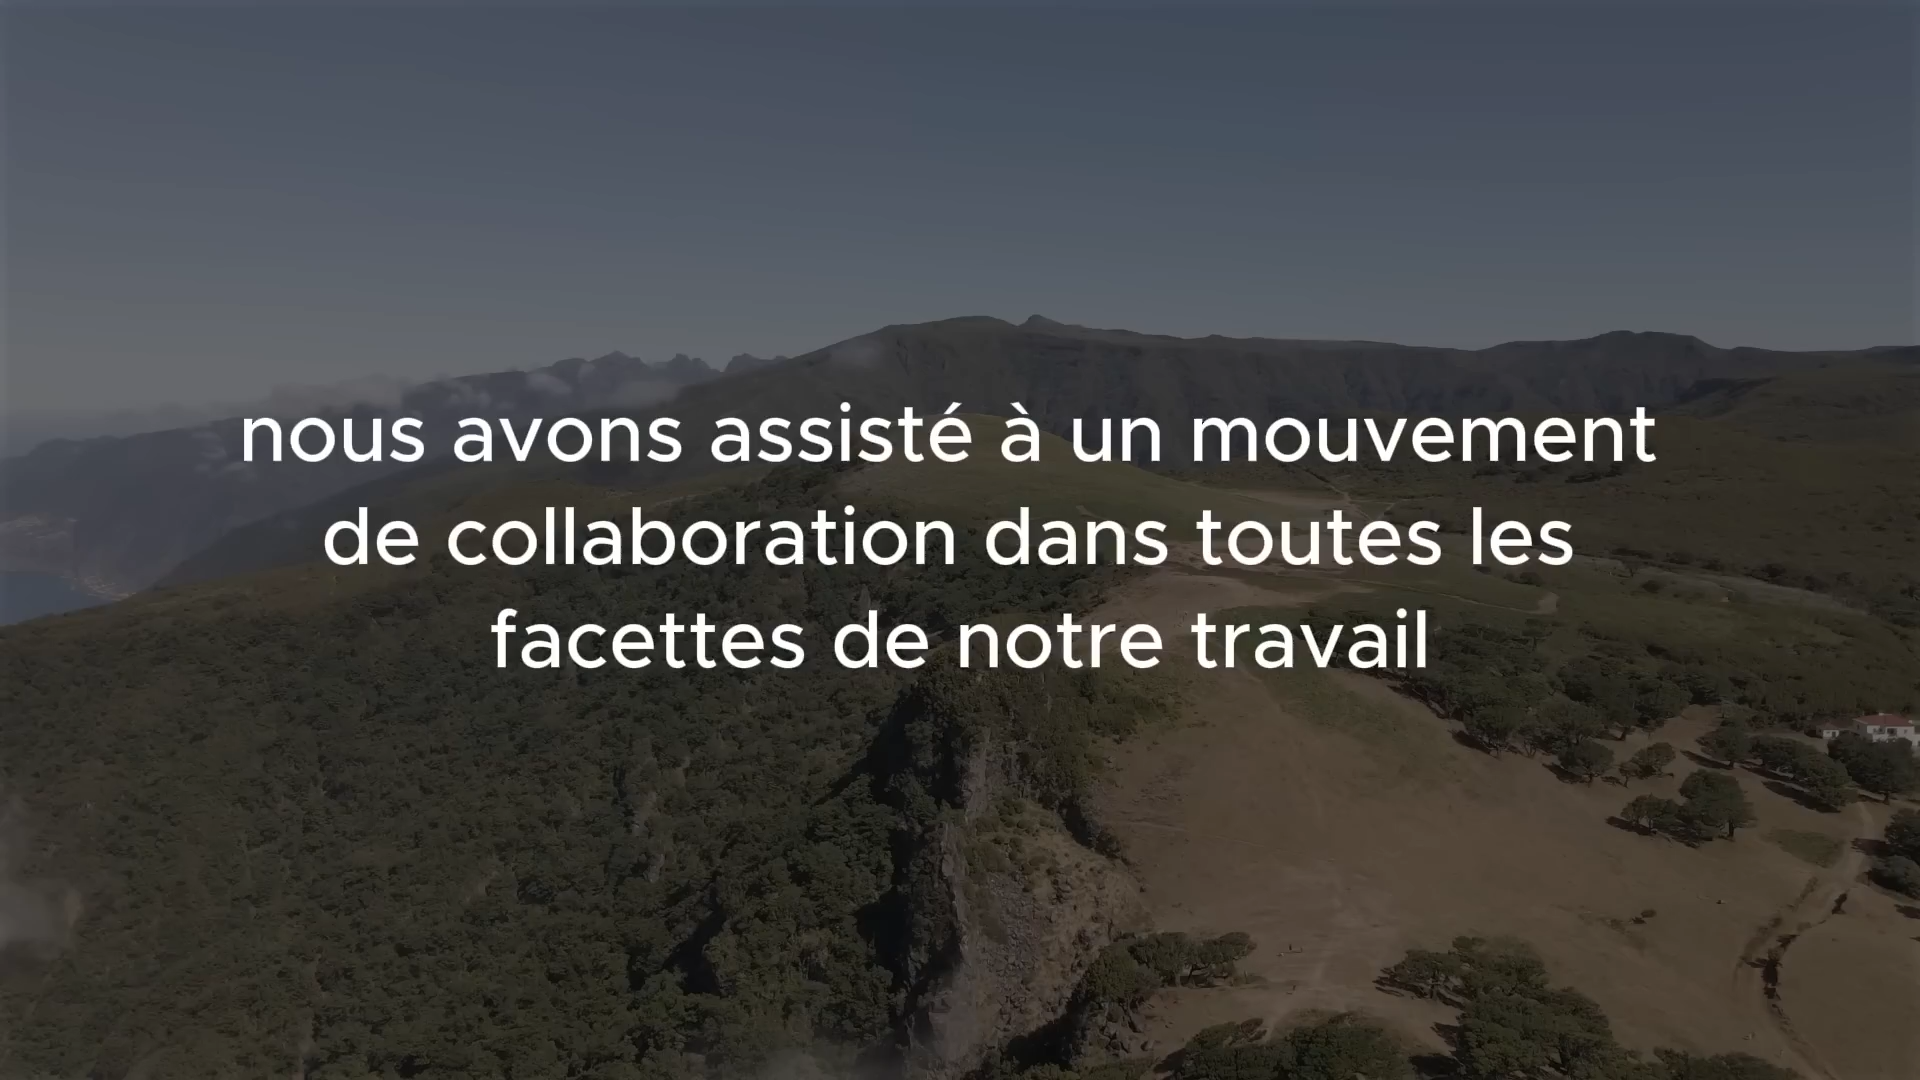 nous avons assisté à un mouvement
de collaboration dans toutes les
facettes de notre travail